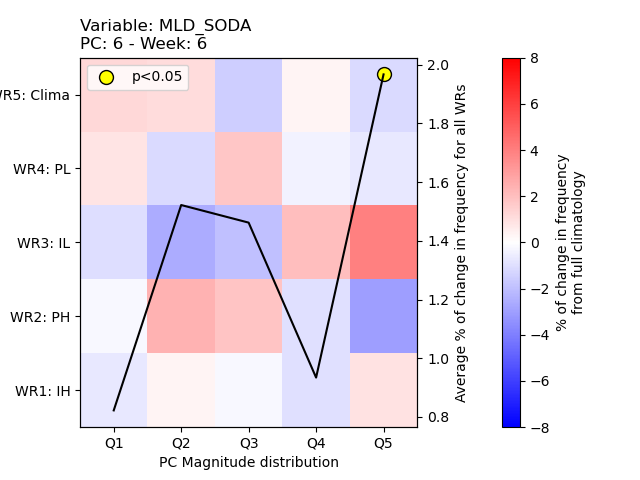 Variable: MLD_SODA
PC: 6 - Week: 6
p<0.05
WR5: Clima
WR4: PL
WR3: IL
WR2: PH
WR1: IH
Q1 Q2 Q3 Q4 Q5
PC Magnitude distribution
2.0
1.8
1.6
1.4
1.2
1.0
0.8
Average % of change in frequency for all WRs
8
6
4
2
0
−2
−4
−6
−8
% of change in frequency
from full climatology